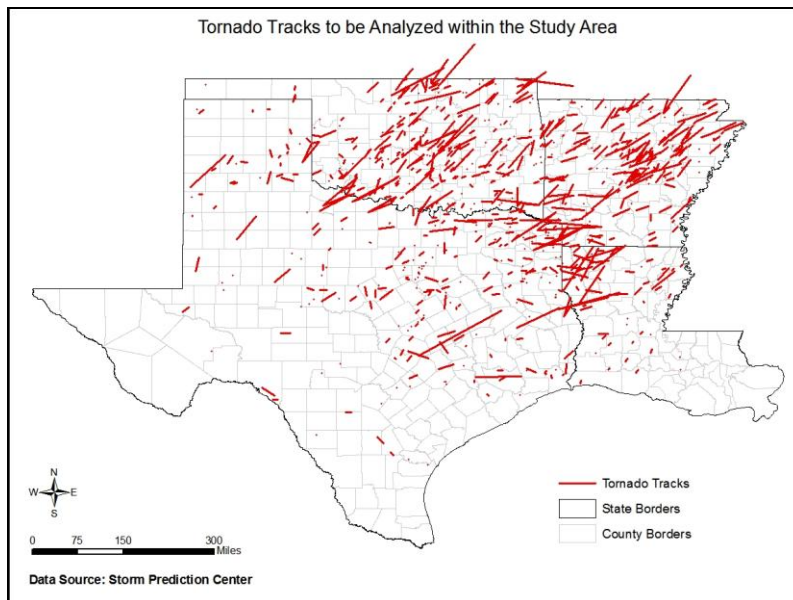 Tornado Tracks to be Analyzed within the Study Area
N
W E
S
0 75 150 300
Miles
Tornado Tracks
State Borders
County Borders
Data Source: Storm Prediction Center